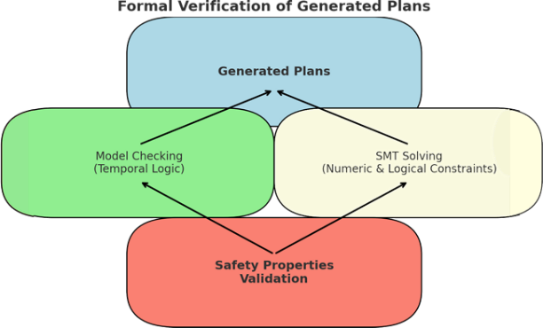 Formal Verification of Generated Plans
Generated Plans
Model Checking
(Temporal Logic)
SMT Solving
(Numeric & Logical Constraints)
Safety Properties
Validation